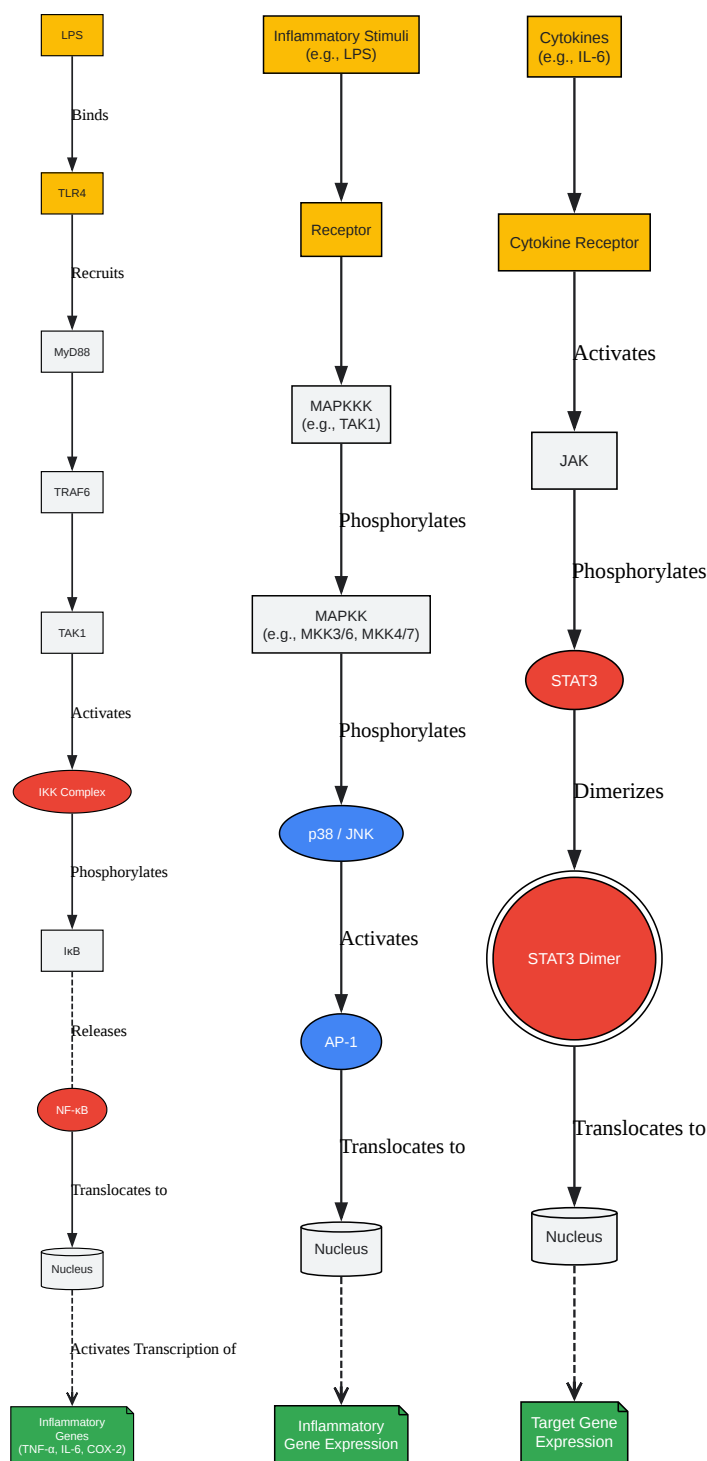 LPS
Binds
TLR4
Recruits
MyD88
TRAF6
TAK1
Activates
IKK Complex
Phosphorylates
IκB
Releases
NF-κB
Translocates to
Nucleus
Activates Transcription of
Inflammatory
Genes
(TNF-α, IL-6, COX-2)
Inflammatory Stimuli
(e.g., LPS)
Receptor
MAPKKK
(e.g., TAK1)
Phosphorylates
MAPKK
(e.g., MKK3/6, MKK4/7)
Phosphorylates
p38 / JNK
Activates
AP-1
Translocates to
Nucleus
Inflammatory
Gene Expression
Cytokines
(e.g., IL-6)
Cytokine Receptor
Activates
JAK
Phosphorylates
STAT3
Dimerizes
STAT3 Dimer
Translocates to
Nucleus
Target Gene
Expression